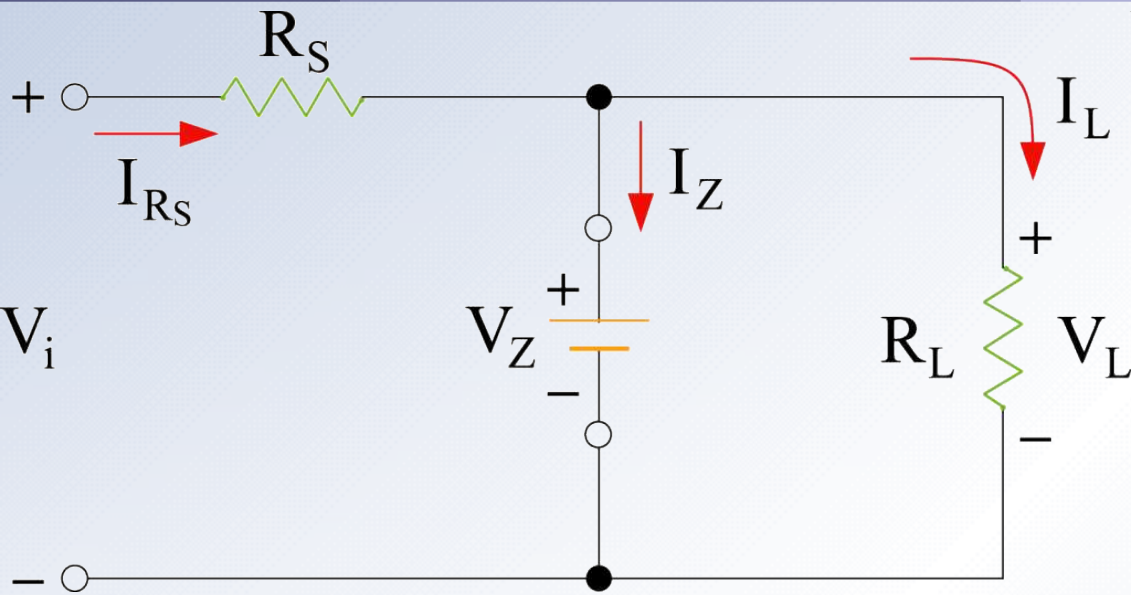 R_S
+
I_{R_S}
I_Z
I_L
+
+
V_i
V_Z
R_L
V_L
−
−
−